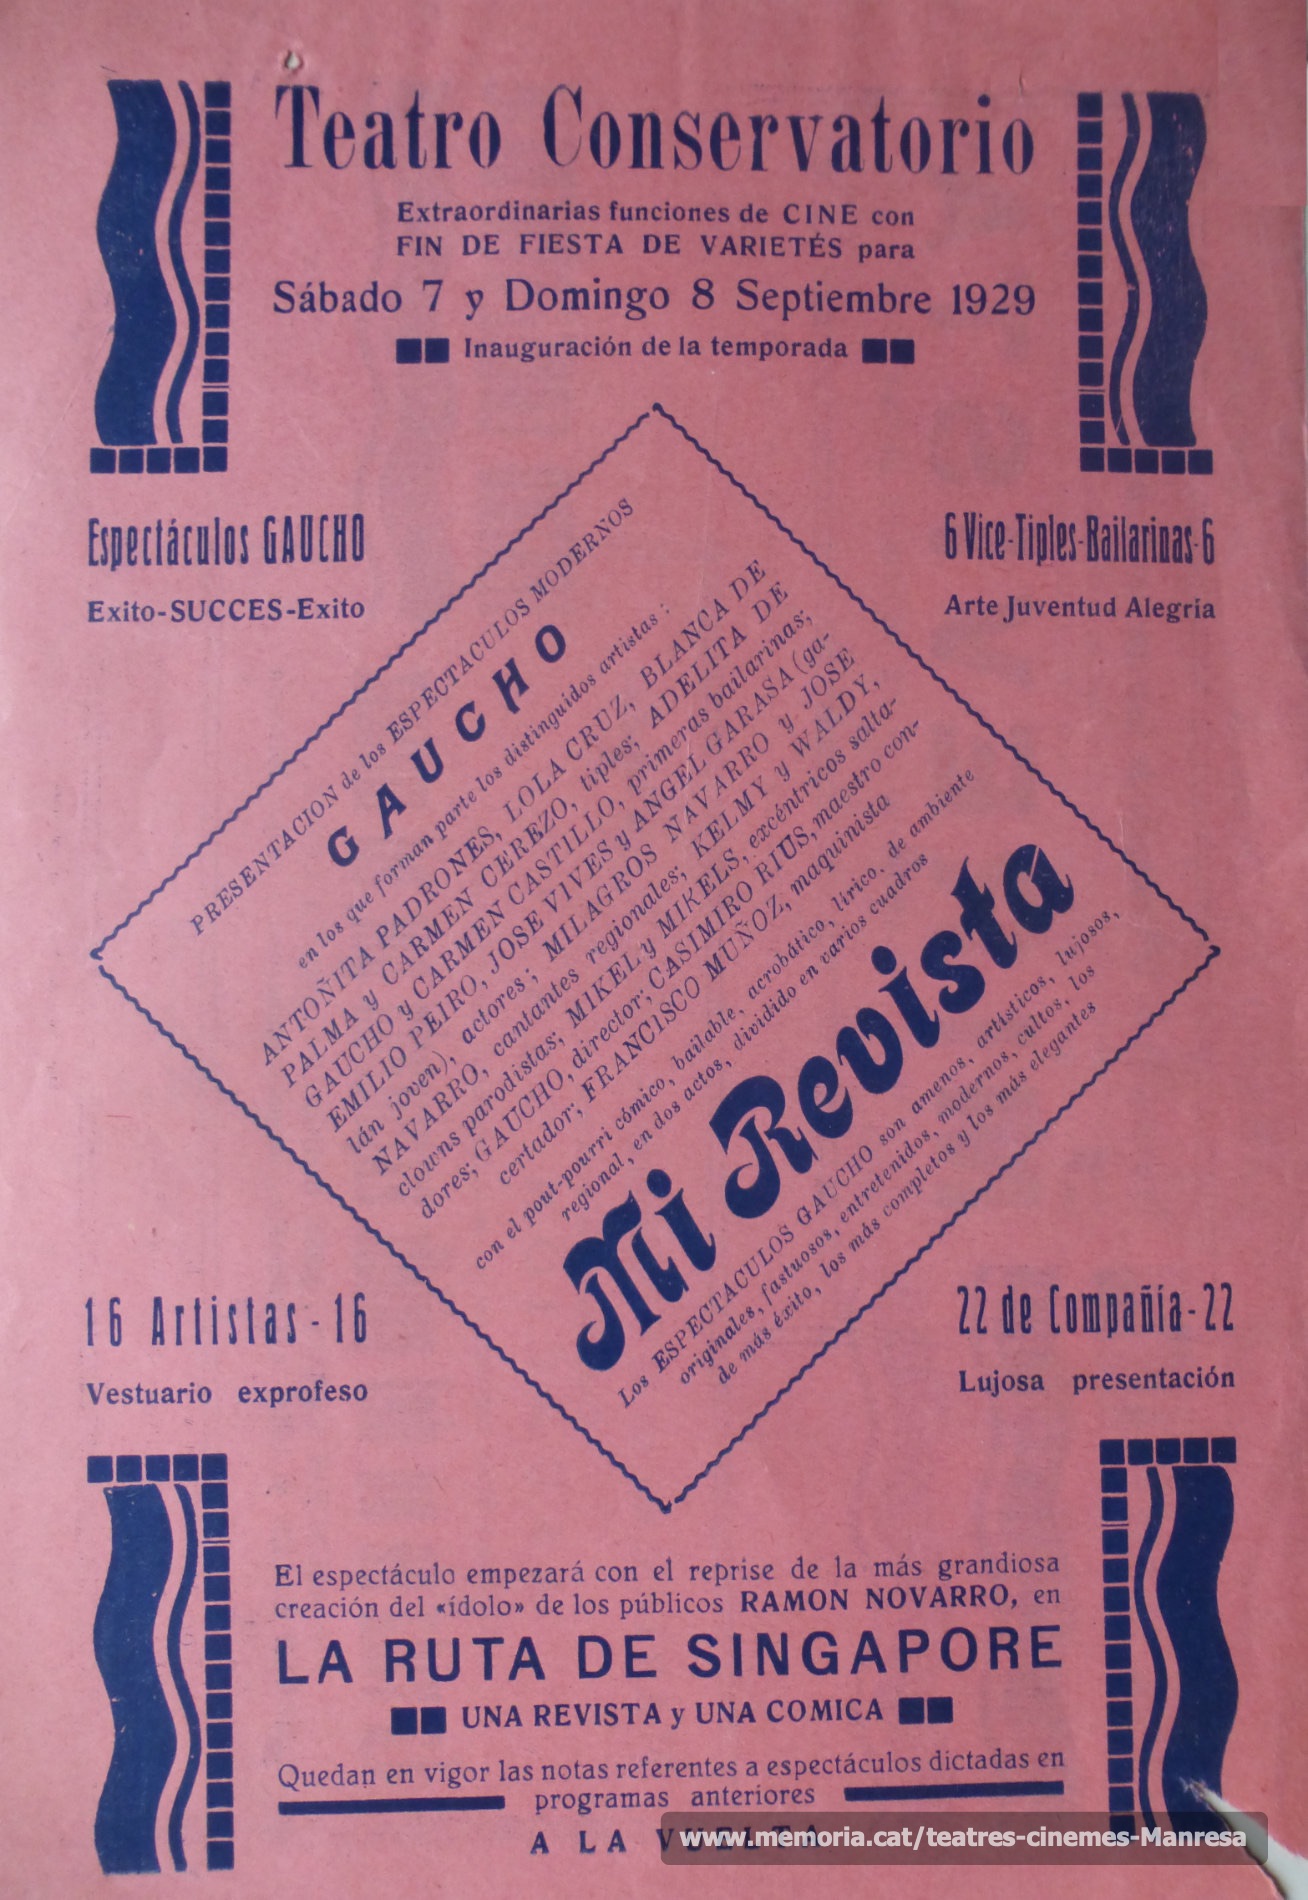 Teatro Conservatorio
Extraordinarias funciones de CINE con
FIN DE FIESTA DE VARIETÉS para
Sábado 7 y Domingo 8 Septiembre 1929
Inauguración de la temporada
Espectáculos GAUCHO
Exito-SUCCES-Exito
6 Vice-Tiples-Bailarinas-6
Arte Juventud Alegría
PRESENTACION de los ESPECTACULOS MODERNOS
GAUCHO
en los que forman parte los distinguidos artistas:
ANTOÑITA PADRONES, LOLA CRUZ, BLANCA DE
PALMA y CARMEN CEREZO, tiples; ADELITA DE
GAUCHO y CARMEN CASTILLO, primeras bailarinas;
EMILIO PEIRO, JOSE VIVES y ANGEL GARASA (ga-
lán joven), actores; MILAGROS NAVARRO y JOSE
NAVARRO, cantantes regionales; KELMY y WALDY,
clowns parodistas; MIKEL y MIKELS, excéntricos salta-
dores; GAUCHO, director; CASIMIRO RIUS, maestro con-
certador; FRANCISCO MUÑOZ, maquinista
con el pout-pourri cómico, bailable, acrobático, lírico, de ambiente
regional, en dos actos, dividido en varios cuadros
Mi Revista
Los ESPECTACULOS GAUCHO son amenos, artísticos, lujosos,
originales, fastuosos, entretenidos, modernos, cultos, los
de más éxito, los más completos y los más elegantes
16 Artistas - 16
Vestuario exprofeso
22 de Compañía - 22
Lujosa presentación
El espectáculo empezará con el reprise de la más grandiosa
creación del «ídolo» de los públicos RAMON NOVARRO, en
LA RUTA DE SINGAPORE
UNA REVISTA y UNA COMICA
Quedan en vigor las notas referentes a espectáculos dictadas en
programas anteriores
A LA VUELTA
www.memoria.cat/teatres-cinemes-Manresa